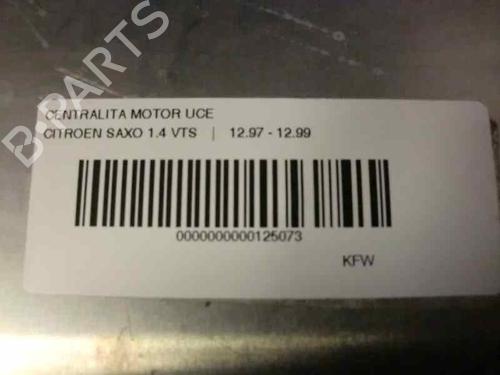 B-PARTS
CENTRALITA MOTOR UCE
CITROEN SAXO 1.4 VTS | 12.97 - 12.99
0000000000125073
KFW